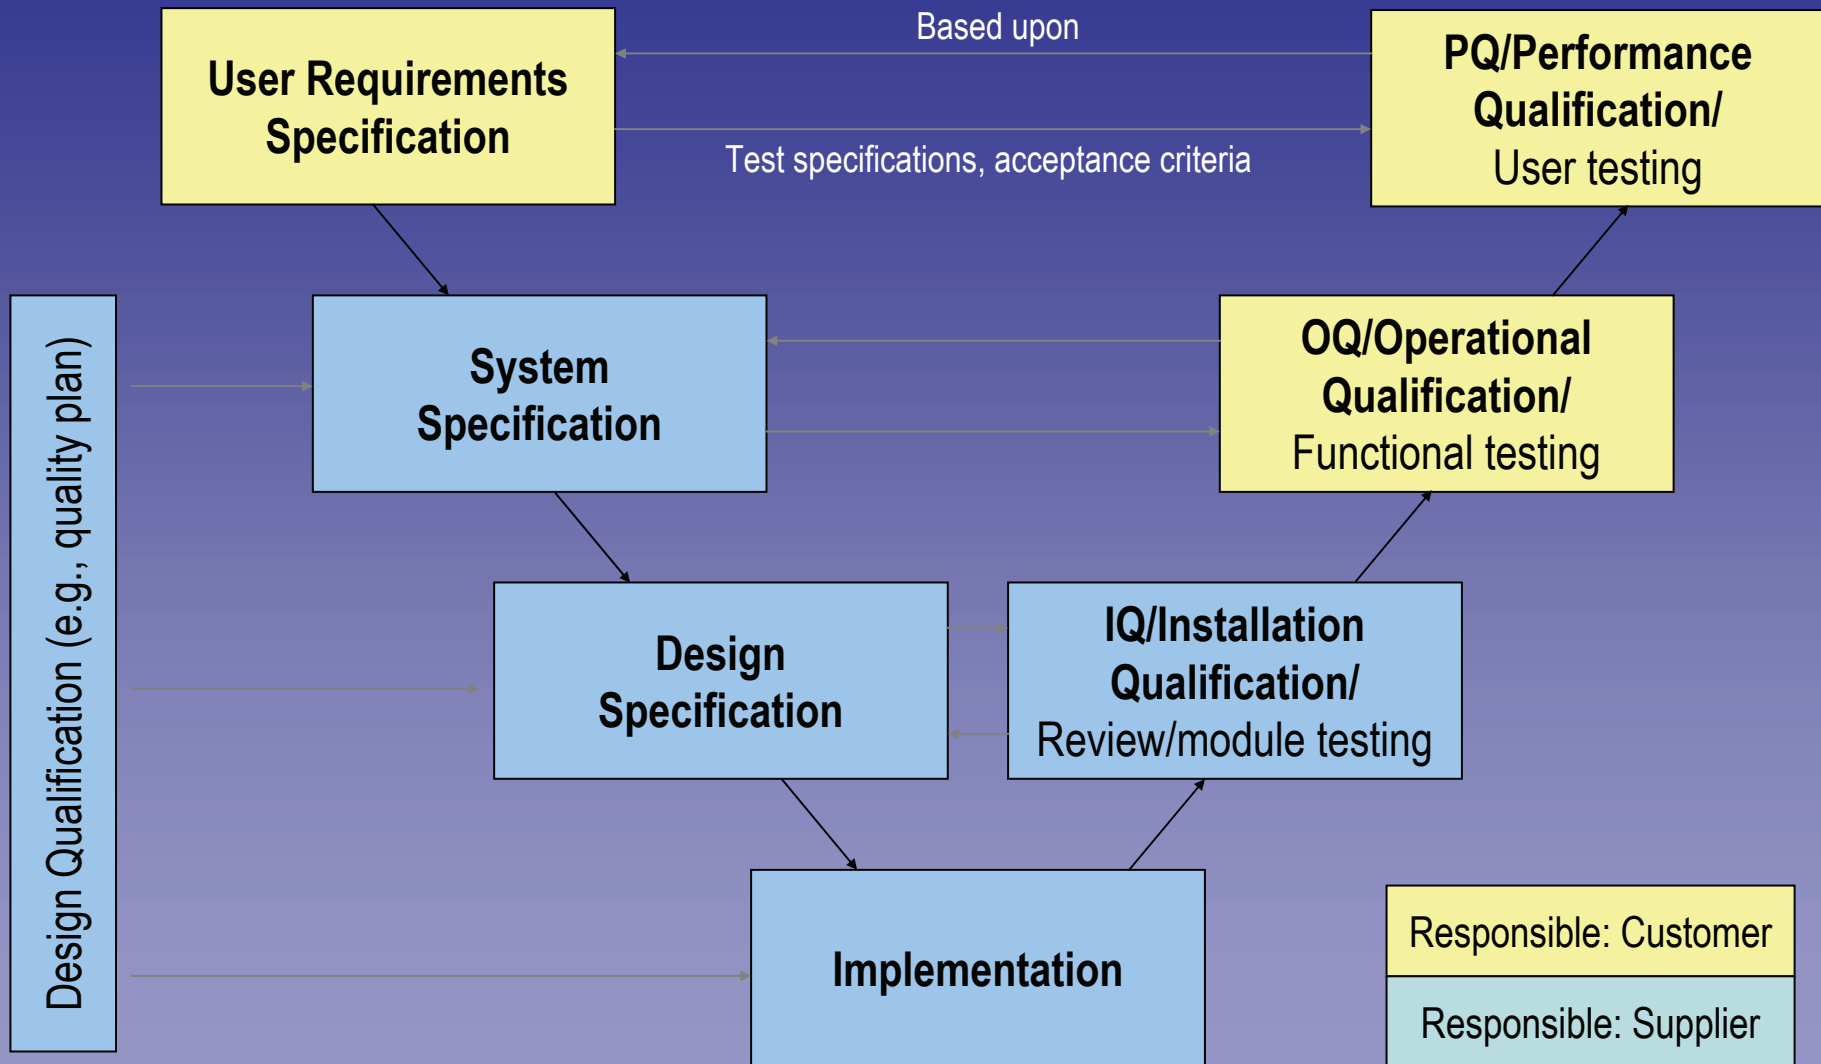 User Requirements
Specification
Based upon
Test specifications, acceptance criteria
PQ/Performance
Qualification/
User testing
Design Qualification (e.g., quality plan)
System
Specification
OQ/Operational
Qualification/
Functional testing
Design
Specification
IQ/Installation
Qualification/
Review/module testing
Implementation
Responsible: Customer
Responsible: Supplier